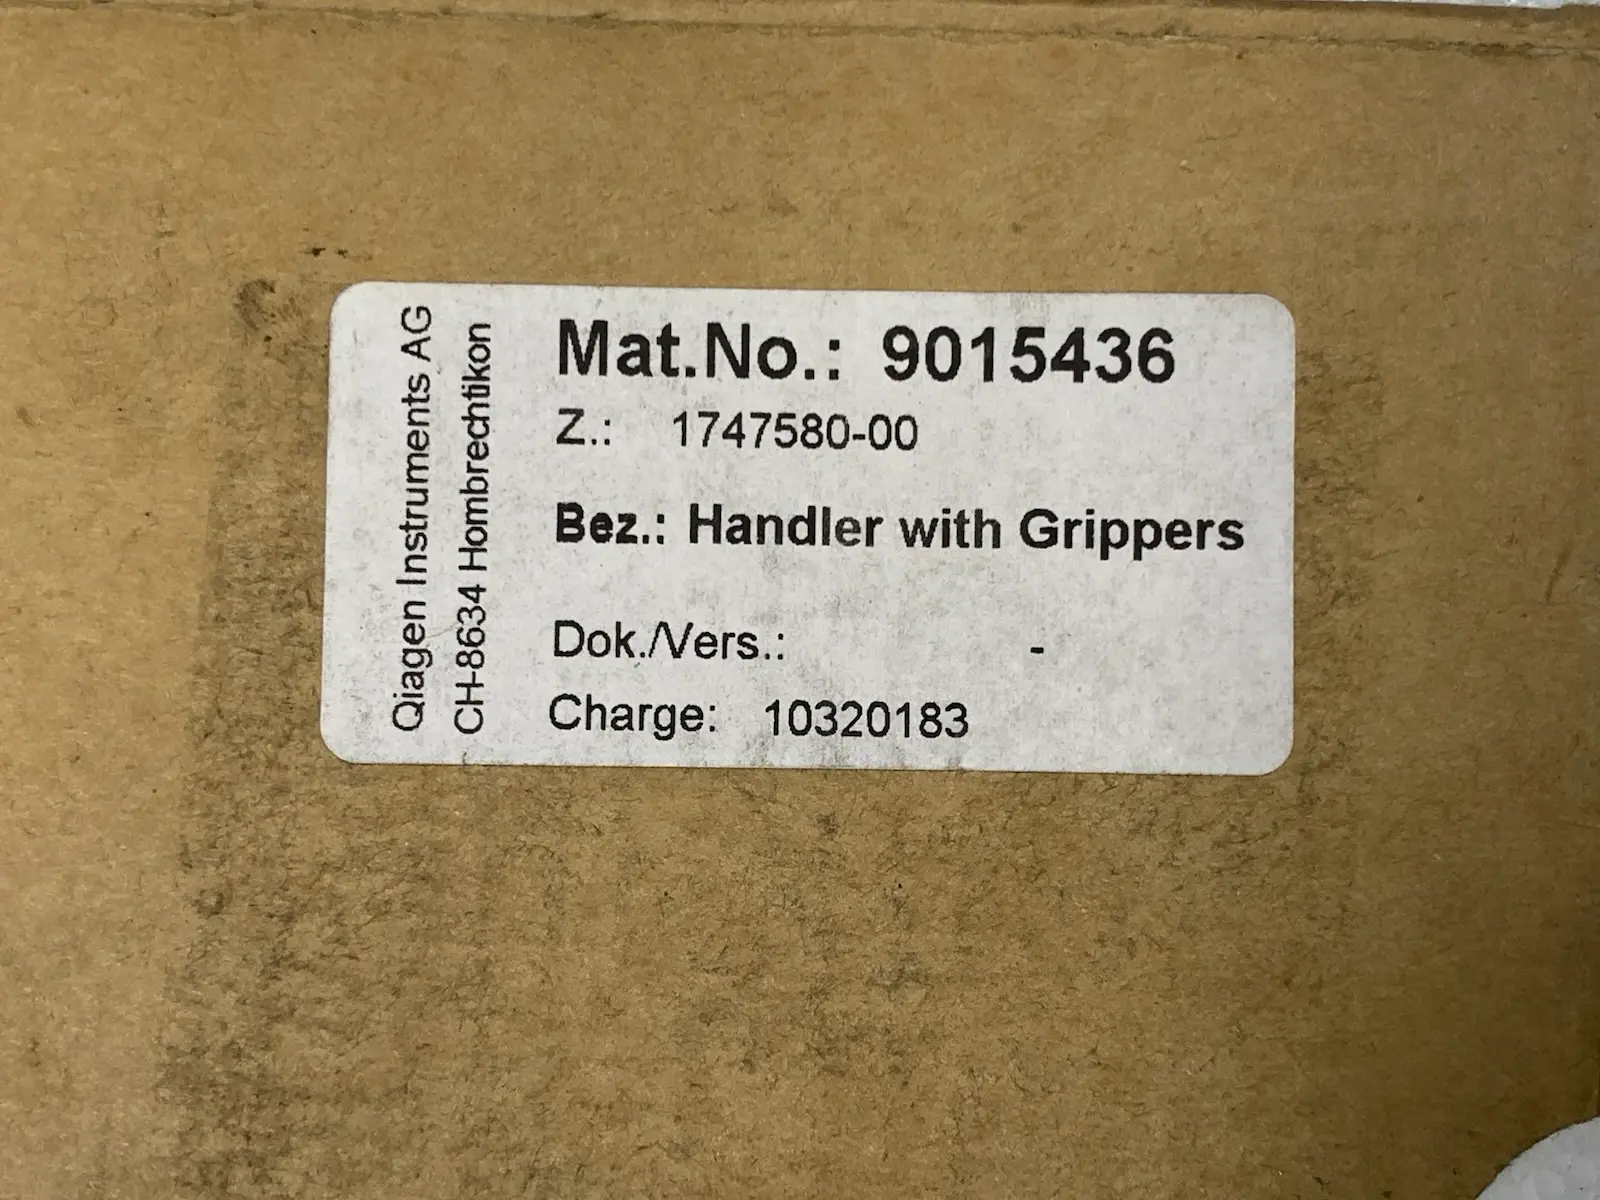 Qiagen Instruments AG
CH-8634 Hombrechtikon
Mat.No.: 9015436
Z.: 1747580-00
Bez.: Handler with Grippers
Dok./Vers.: -
Charge: 10320183